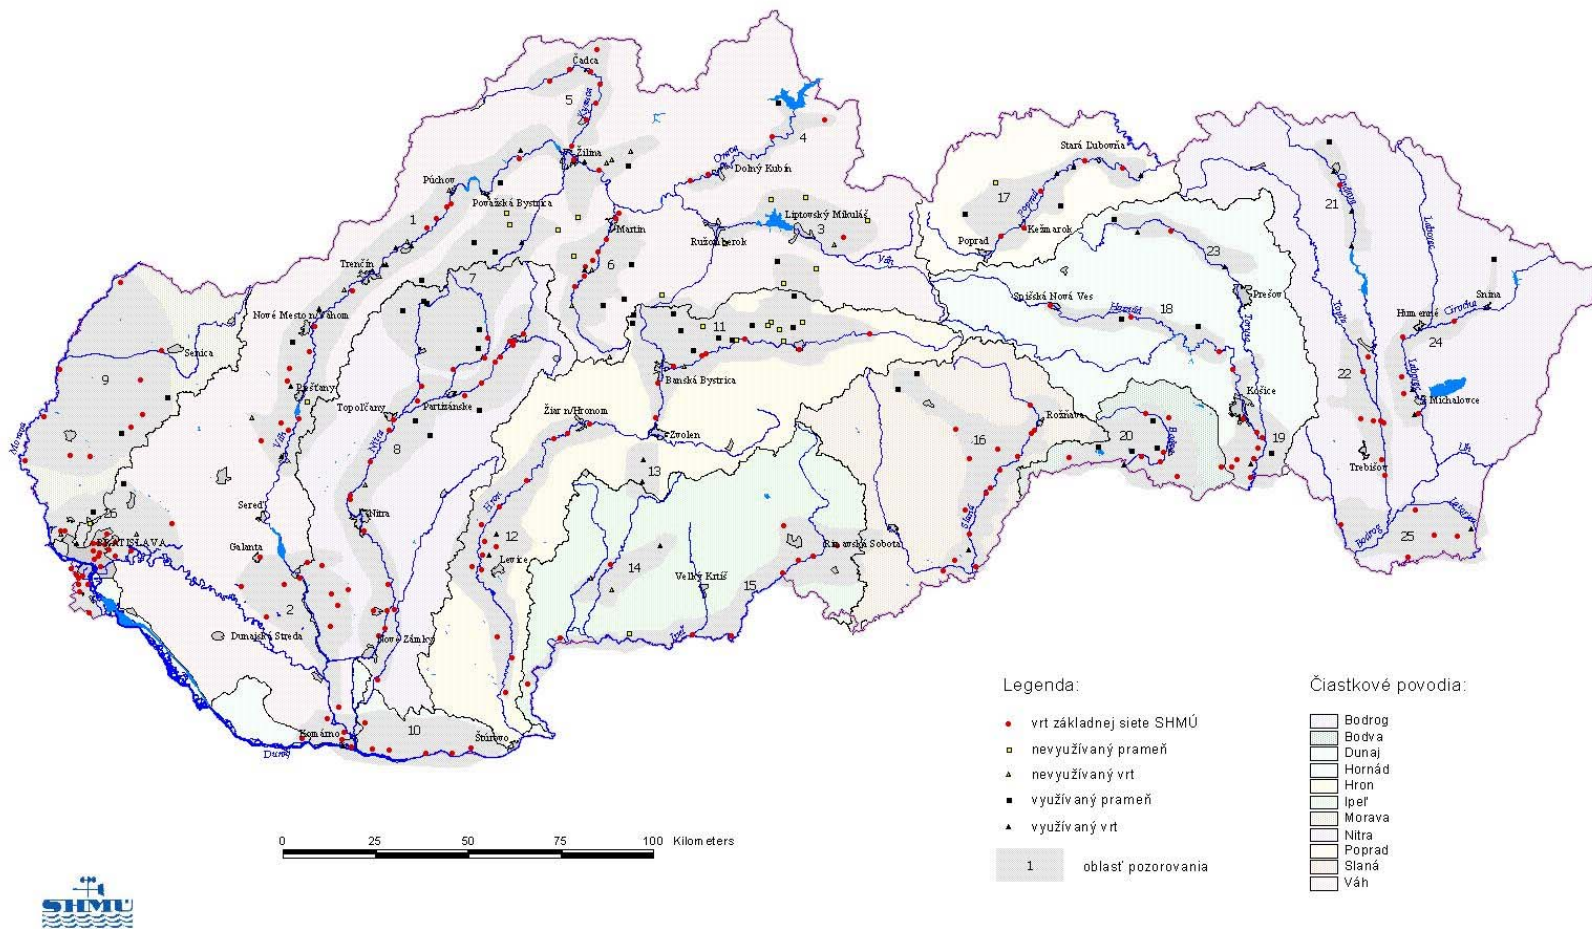 Čadca
5
Kysuca
Žilina
4
Orava
Dolný Kubín
Stará Ľubovňa
17
Poprad
Kežmarok
Poprad
21
Ondava
Laborec
Púchov
Považská Bystrica
1
Martin
Liptovský Mikuláš
3
Ružomberok
Váh
23
Trenčín
7
6
Prešov
Torysa
Snina
Spišská Nová Ves
Hornád
18
Humenné
Cirocha
24
Topľa
Nové Mesto n/Váhom
11
Senica
9
Banská Bystrica
22
Laborec
Michalovce
Piešťany
Topoľčany
Partizánske
Žiar n/Hronom
Zvolen
Rožňava
Košice
20
Bodva
19
Morava
Váh
Nitra
8
13
16
Trebišov
Uh
Sereď
Nitra
Hron
Slaná
26
BRATISLAVA
Galanta
12
Levice
Rimavská Sobota
Bodrog
25
Latorica
2
14
Veľký Krtíš
15
Dunajská Streda
Nové Zámky
Ipeľ
Komárno
10
Štúrovo
Dunaj
Legenda:
vrt základnej siete SHMÚ
nevyužívaný prameň
nevyužívaný vrt
využívaný prameň
využívaný vrt
1
oblasť pozorovania
Čiastkové povodia:
Bodrog
Bodva
Dunaj
Hornád
Hron
Ipeľ
Morava
Nitra
Poprad
Slaná
Váh
0 25 50 75 100 Kilometers
SHMÚ